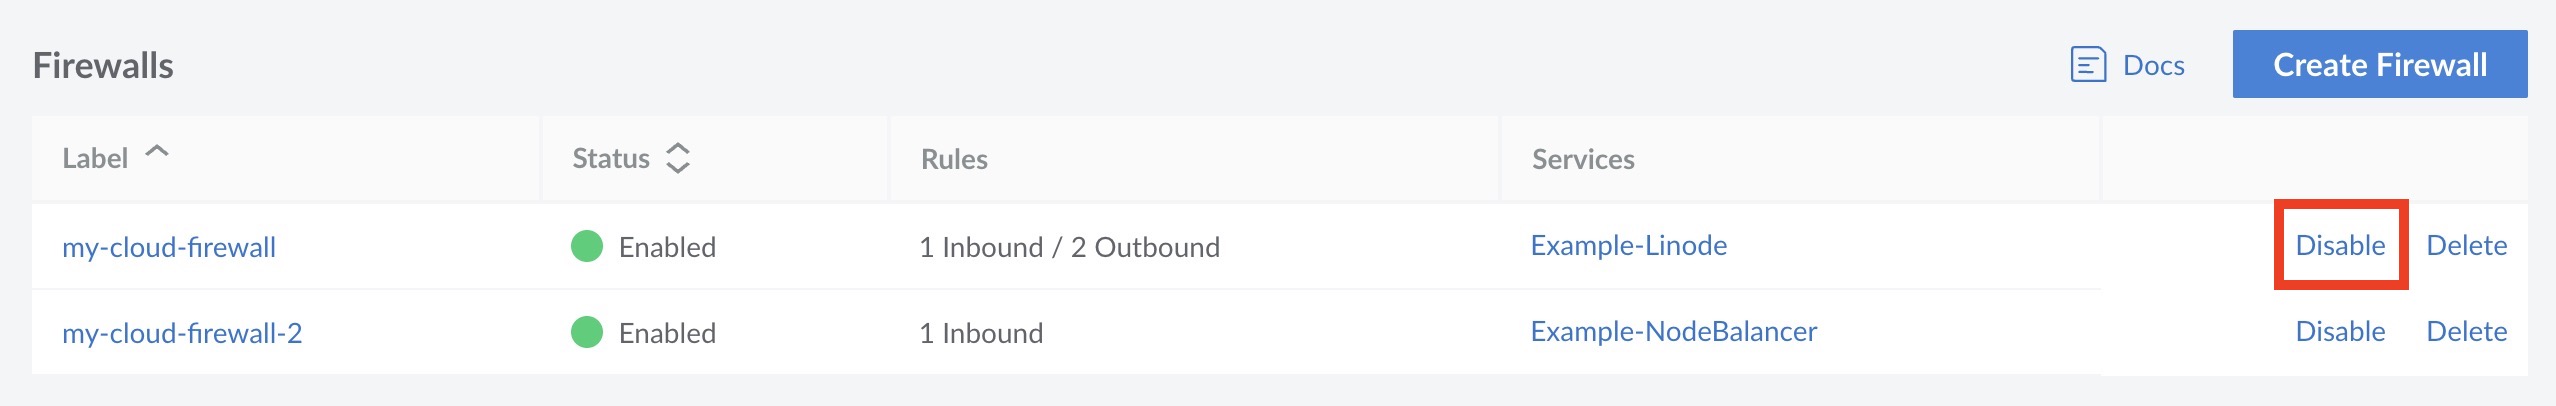 Firewalls Docs Create Firewall
Label Status Rules Services
my-cloud-firewall Enabled 1 Inbound / 2 Outbound Example-Linode Disable Delete
my-cloud-firewall-2 Enabled 1 Inbound Example-NodeBalancer Disable Delete